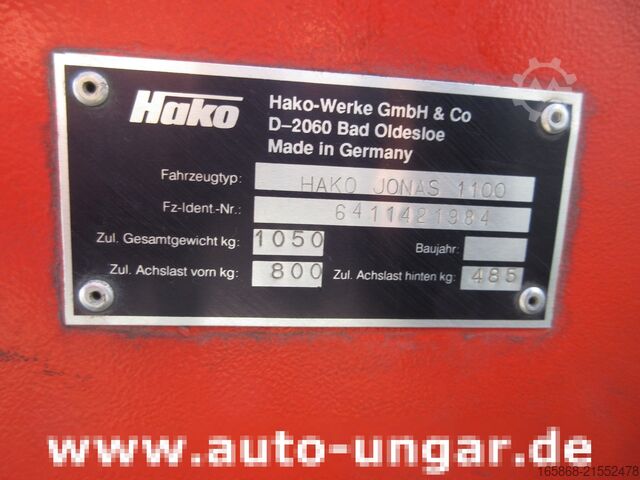 Hako
Hako-Werke GmbH & Co
D-2060 Bad Oldesloe
Made in Germany
Fahrzeugtyp: HAKO JONAS 1100
Fz-Ident.-Nr.: 6411421984
Zul. Gesamtgewicht kg: 1050 Baujahr:
Zul. Achslast vorn kg: 800 Zul. Achslast hinten kg: 485
www.auto-ungar.de
165868-21552478